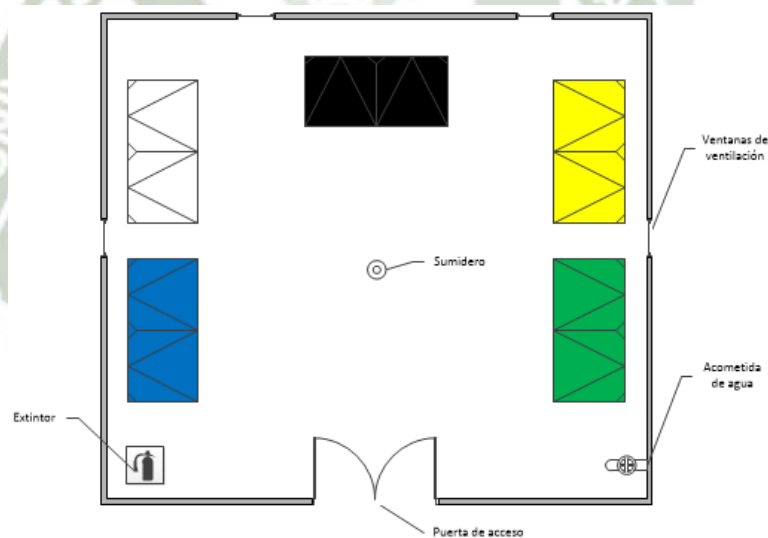 Ventanas de
ventilación
Sumidero
Acometida
de agua
Extintor
Puerta de acceso